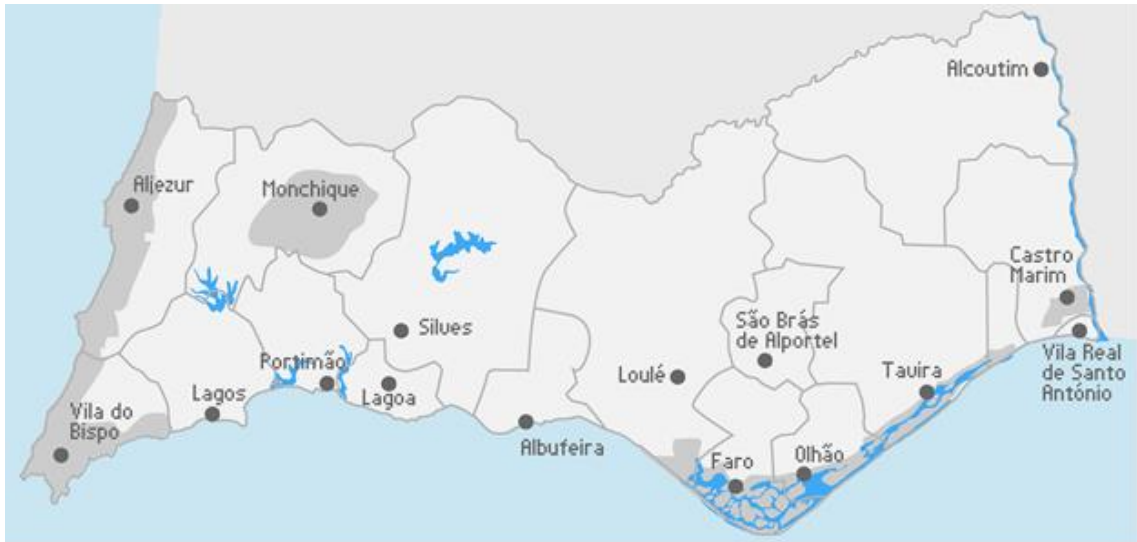 Alcoutim
Aljezur
Monchique
Castro
Marim
São Brás
de Alportel
Silves
Vila Real
de Santo
António
Portimão
Loulé
Tavira
Lagos
Lagoa
Vila do
Bispo
Albufeira
Faro
Olhão